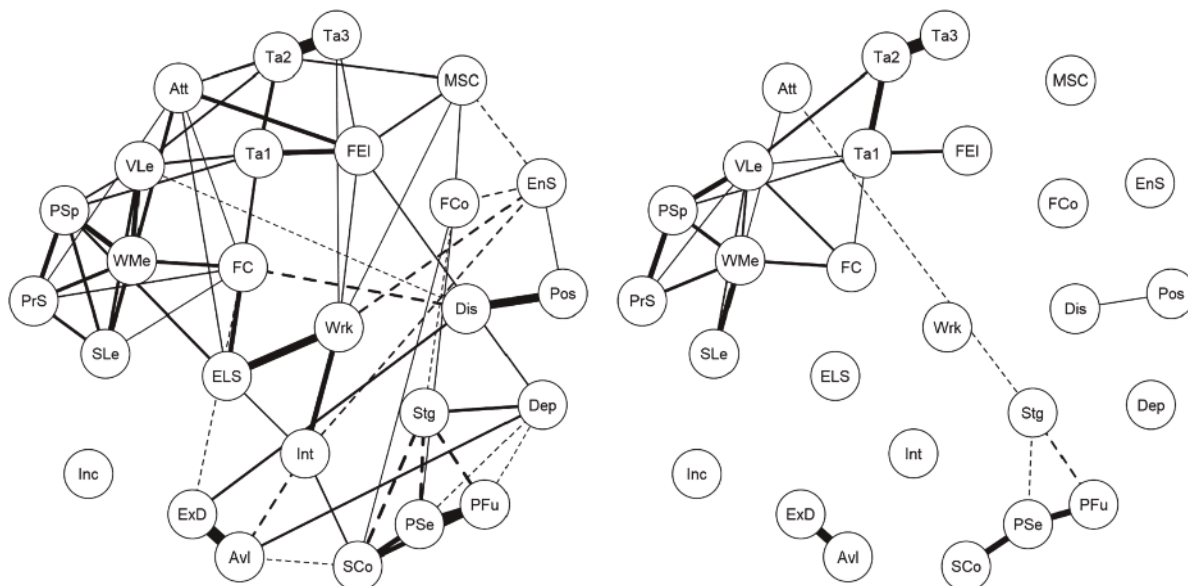 Ta3
Ta2
MSC
Att
Ta1
FEI
VLe
EnS
FCo
PSp
WMe
FC
Pos
PrS
Dis
Wrk
SLe
ELS
Dep
Stg
Int
Inc
PFu
ExD
PSe
Avl
SCo
Ta3
Ta2
MSC
Att
Ta1
FEI
VLe
EnS
FCo
PSp
WMe
FC
Pos
PrS
Dis
Wrk
SLe
ELS
Dep
Stg
Int
Inc
PFu
ExD
PSe
Avl
SCo